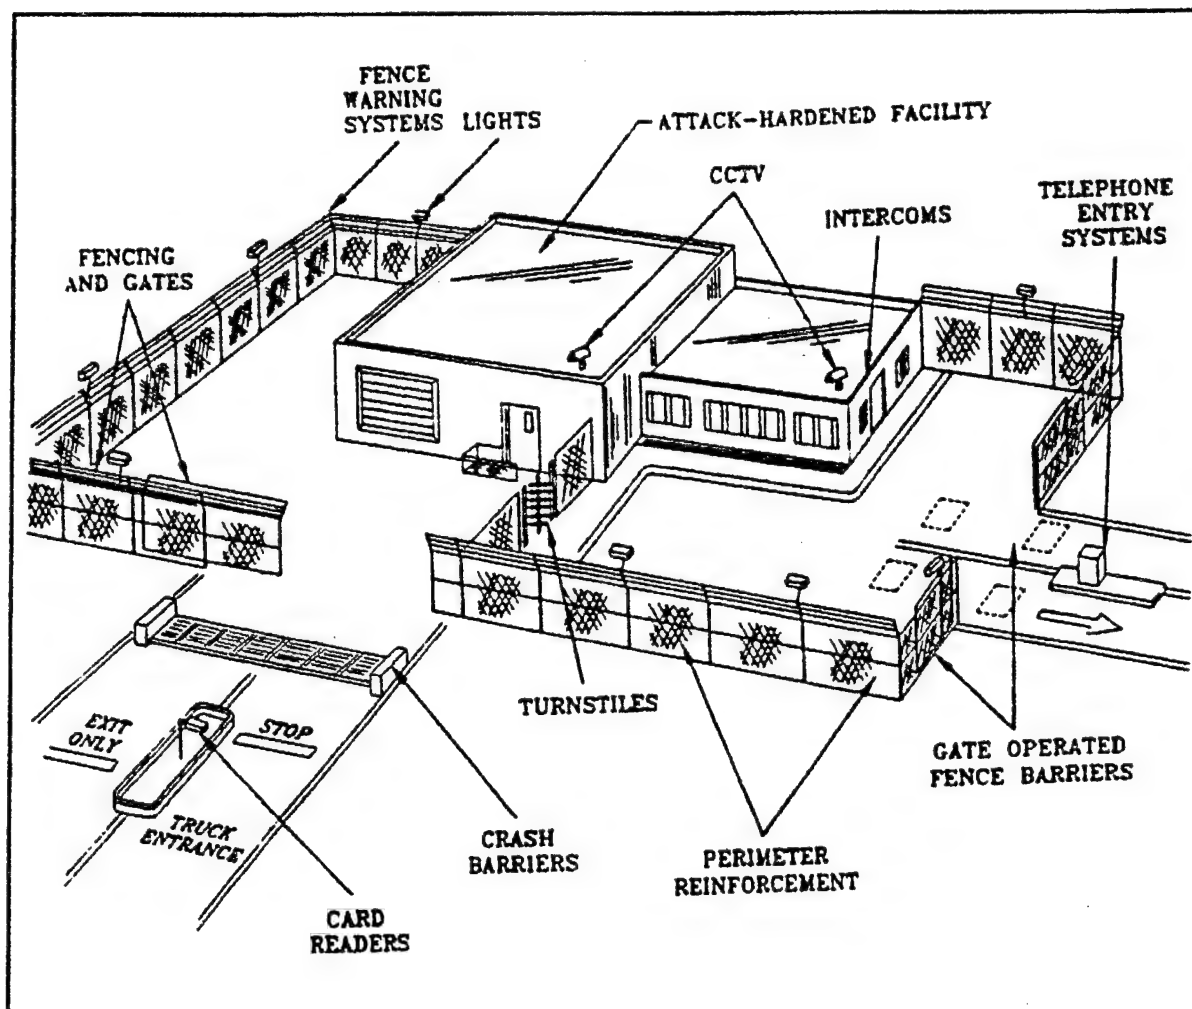 FENCE
WARNING
SYSTEMS
LIGHTS
ATTACK-HARDENED FACILITY
CCTV
INTERCOMS
TELEPHONE
ENTRY
SYSTEMS
FENCING
AND GATES
TURNSTILES
EXIT
ONLY
STOP
TRUCK
ENTRANCE
CRASH
BARRIERS
CARD
READERS
PERIMETER
REINFORCEMENT
GATE OPERATED
FENCE BARRIERS